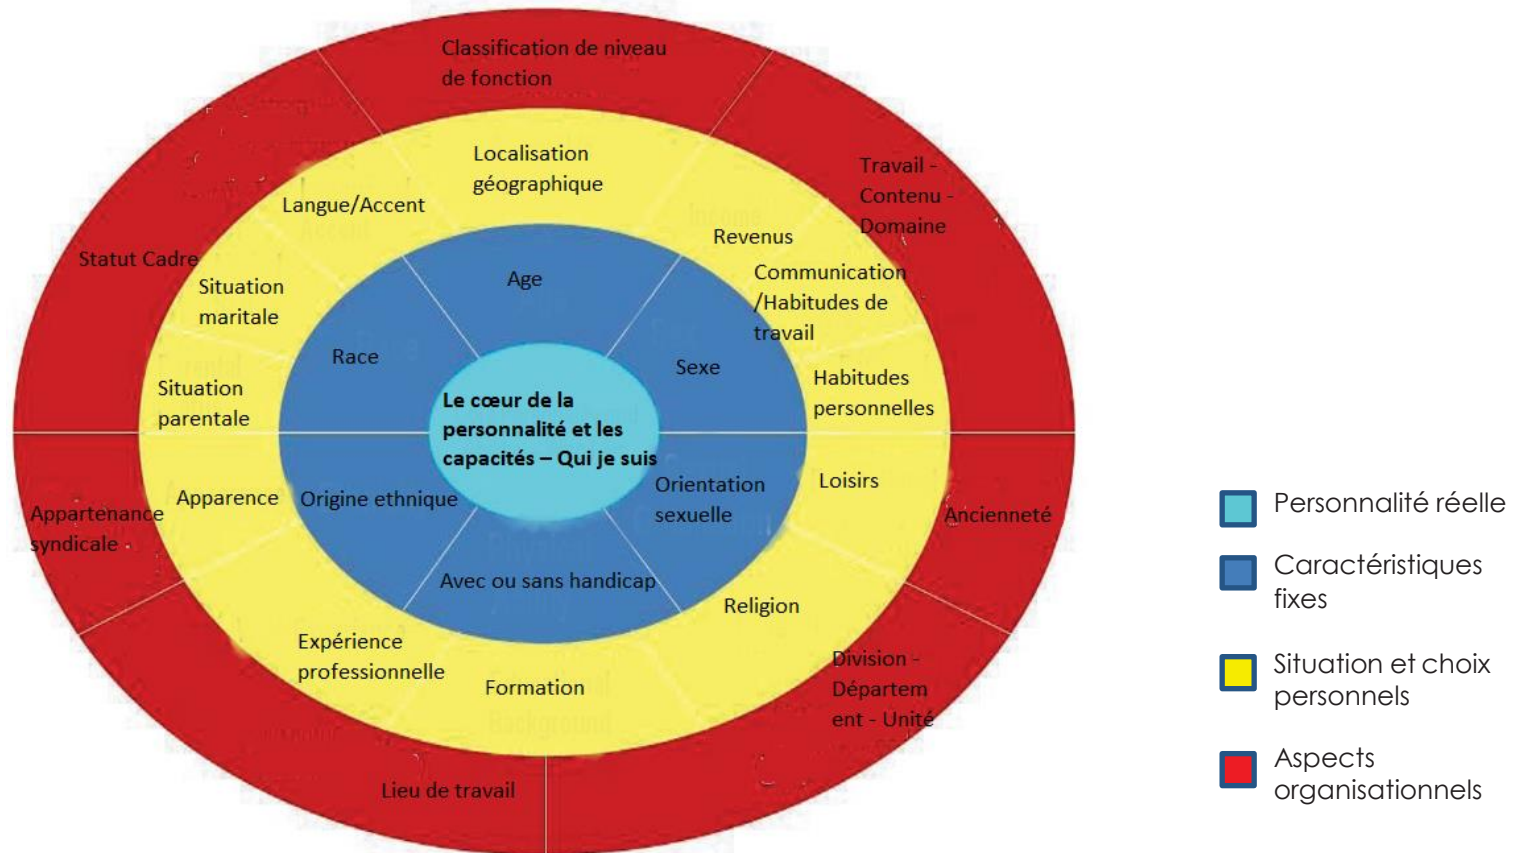 Classification de niveau
de fonction
Localisation
géographique
Travail -
Contenu -
Domaine
Langue/Accent
Revenus
Statut Cadre
Situation
maritale
Age
Communication
/Habitudes de
travail
Race
Sexe
Situation
parentale
Habitudes
personnelles
Le cœur de la
personnalité et les
capacités – Qui je suis
Apparence
Origine ethnique
Orientation
sexuelle
Loisirs
Appartenance
syndicale
Ancienneté
Avec ou sans handicap
Religion
Expérience
professionnelle
Formation
Division -
Départem
ent - Unité
Lieu de travail
Personnalité réelle
Caractéristiques
fixes
Situation et choix
personnels
Aspects
organisationnels